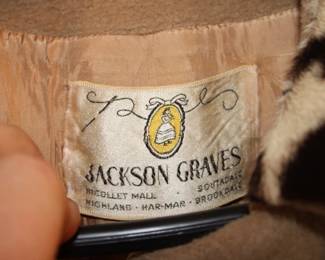 JACKSON GRAVES
NICOLLET MALL SOUTHDALE
HIGHLAND · HAR-MAR · BROOKDALE